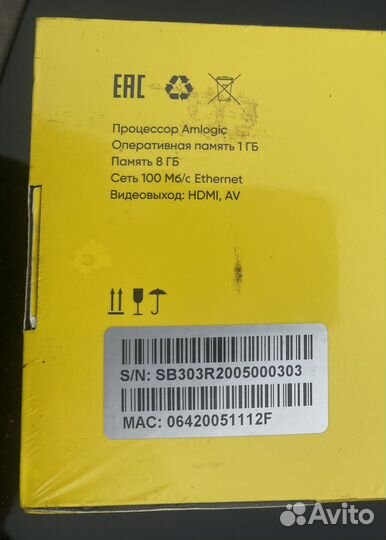 EAC
Процессор Amlogic
Оперативная память 1 ГБ
Память 8 ГБ
Сеть 100 Мб/с Ethernet
Видеовыход: HDMI, AV
S/N: SB303R2005000303
MAC: 06420051112F
Avito